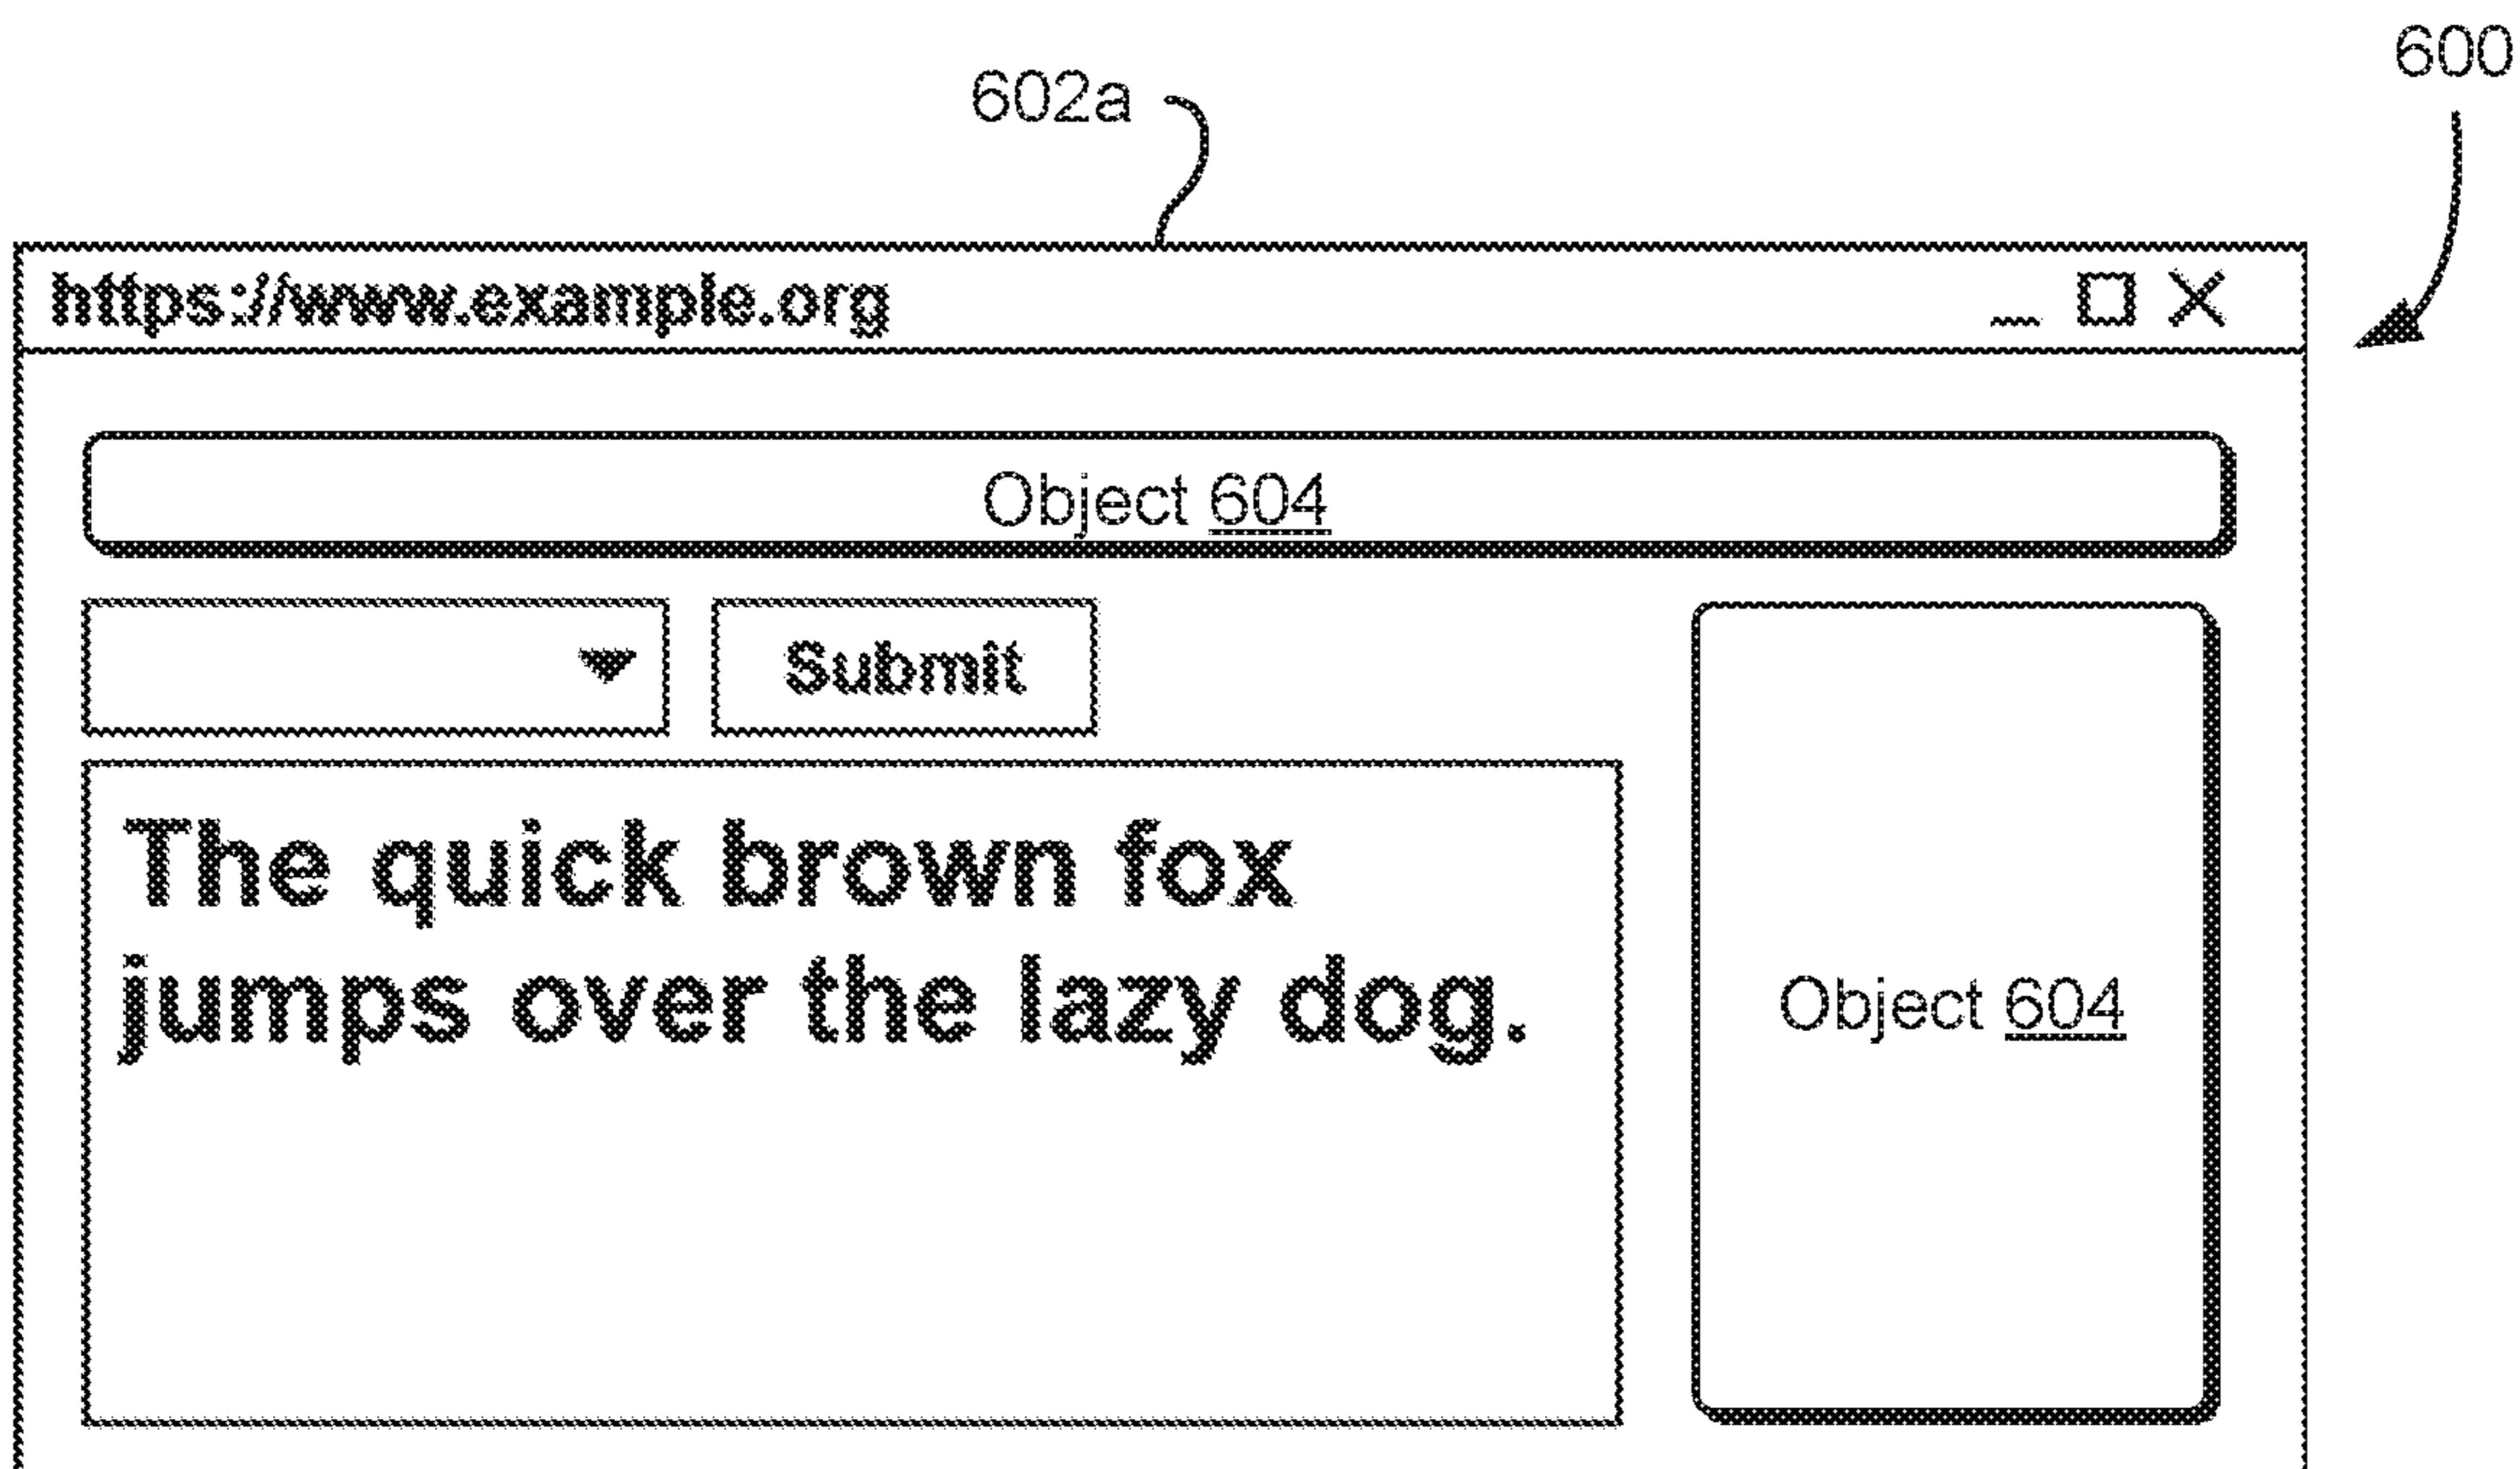 600
602a
https://www.example.org
Object 604
Submit
The quick brown fox
jumps over the lazy dog.
Object 604